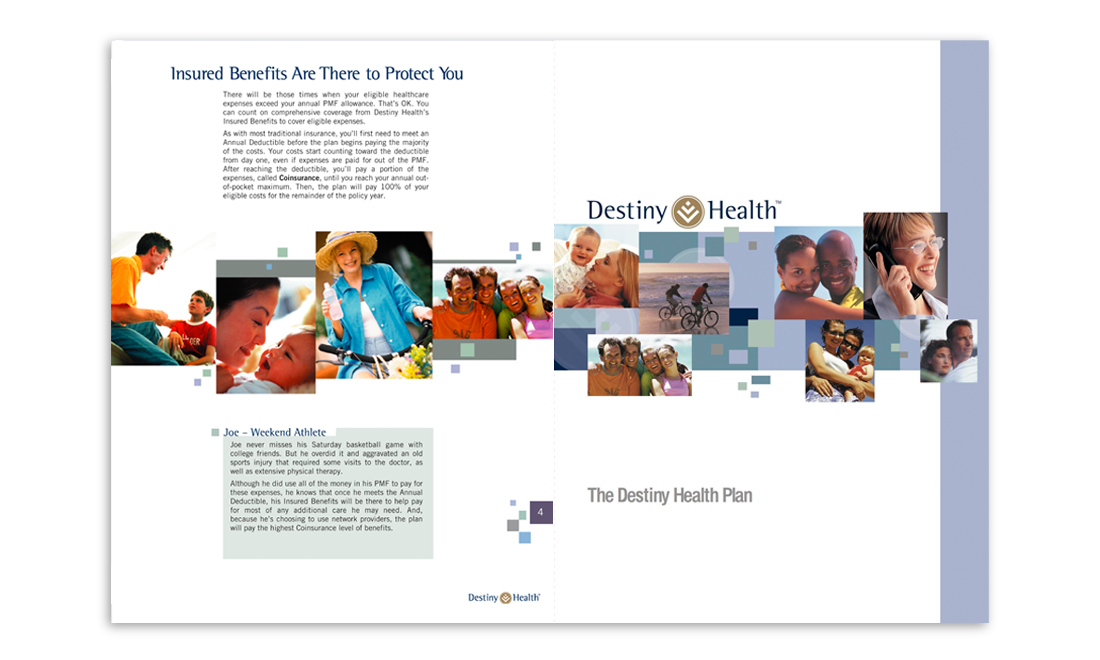 Insured Benefits Are There to Protect You
There will be those times when your eligible healthcare
expenses exceed your annual PMF allowance. That's OK. You
can count on comprehensive coverage from Destiny Health's
Insured Benefits to cover eligible expenses.
As with most traditional insurance, you'll first need to meet an
Annual Deductible before the plan begins paying the majority
of the costs. Your costs start counting toward the deductible
from day one, even if expenses are paid for out of the PMF.
After reaching the deductible, you'll pay a portion of the
expenses, called Coinsurance, until you reach your annual out-
of-pocket maximum. Then, the plan will pay 100% of your
eligible costs for the remainder of the policy year.
Joe – Weekend Athlete
Joe never misses his Saturday basketball game with
college friends. But he overdid it and aggravated an old
sports injury that required some visits to the doctor, as
well as extensive physical therapy.
Although he did use all of the money in his PMF to pay for
these expenses, he knows that once he meets the Annual
Deductible, his Insured Benefits will be there to help pay
for most of any additional care he may need. And,
because he's choosing to use network providers, the plan
will pay the highest Coinsurance level of benefits.
4
Destiny Health™
Destiny Health™
The Destiny Health Plan